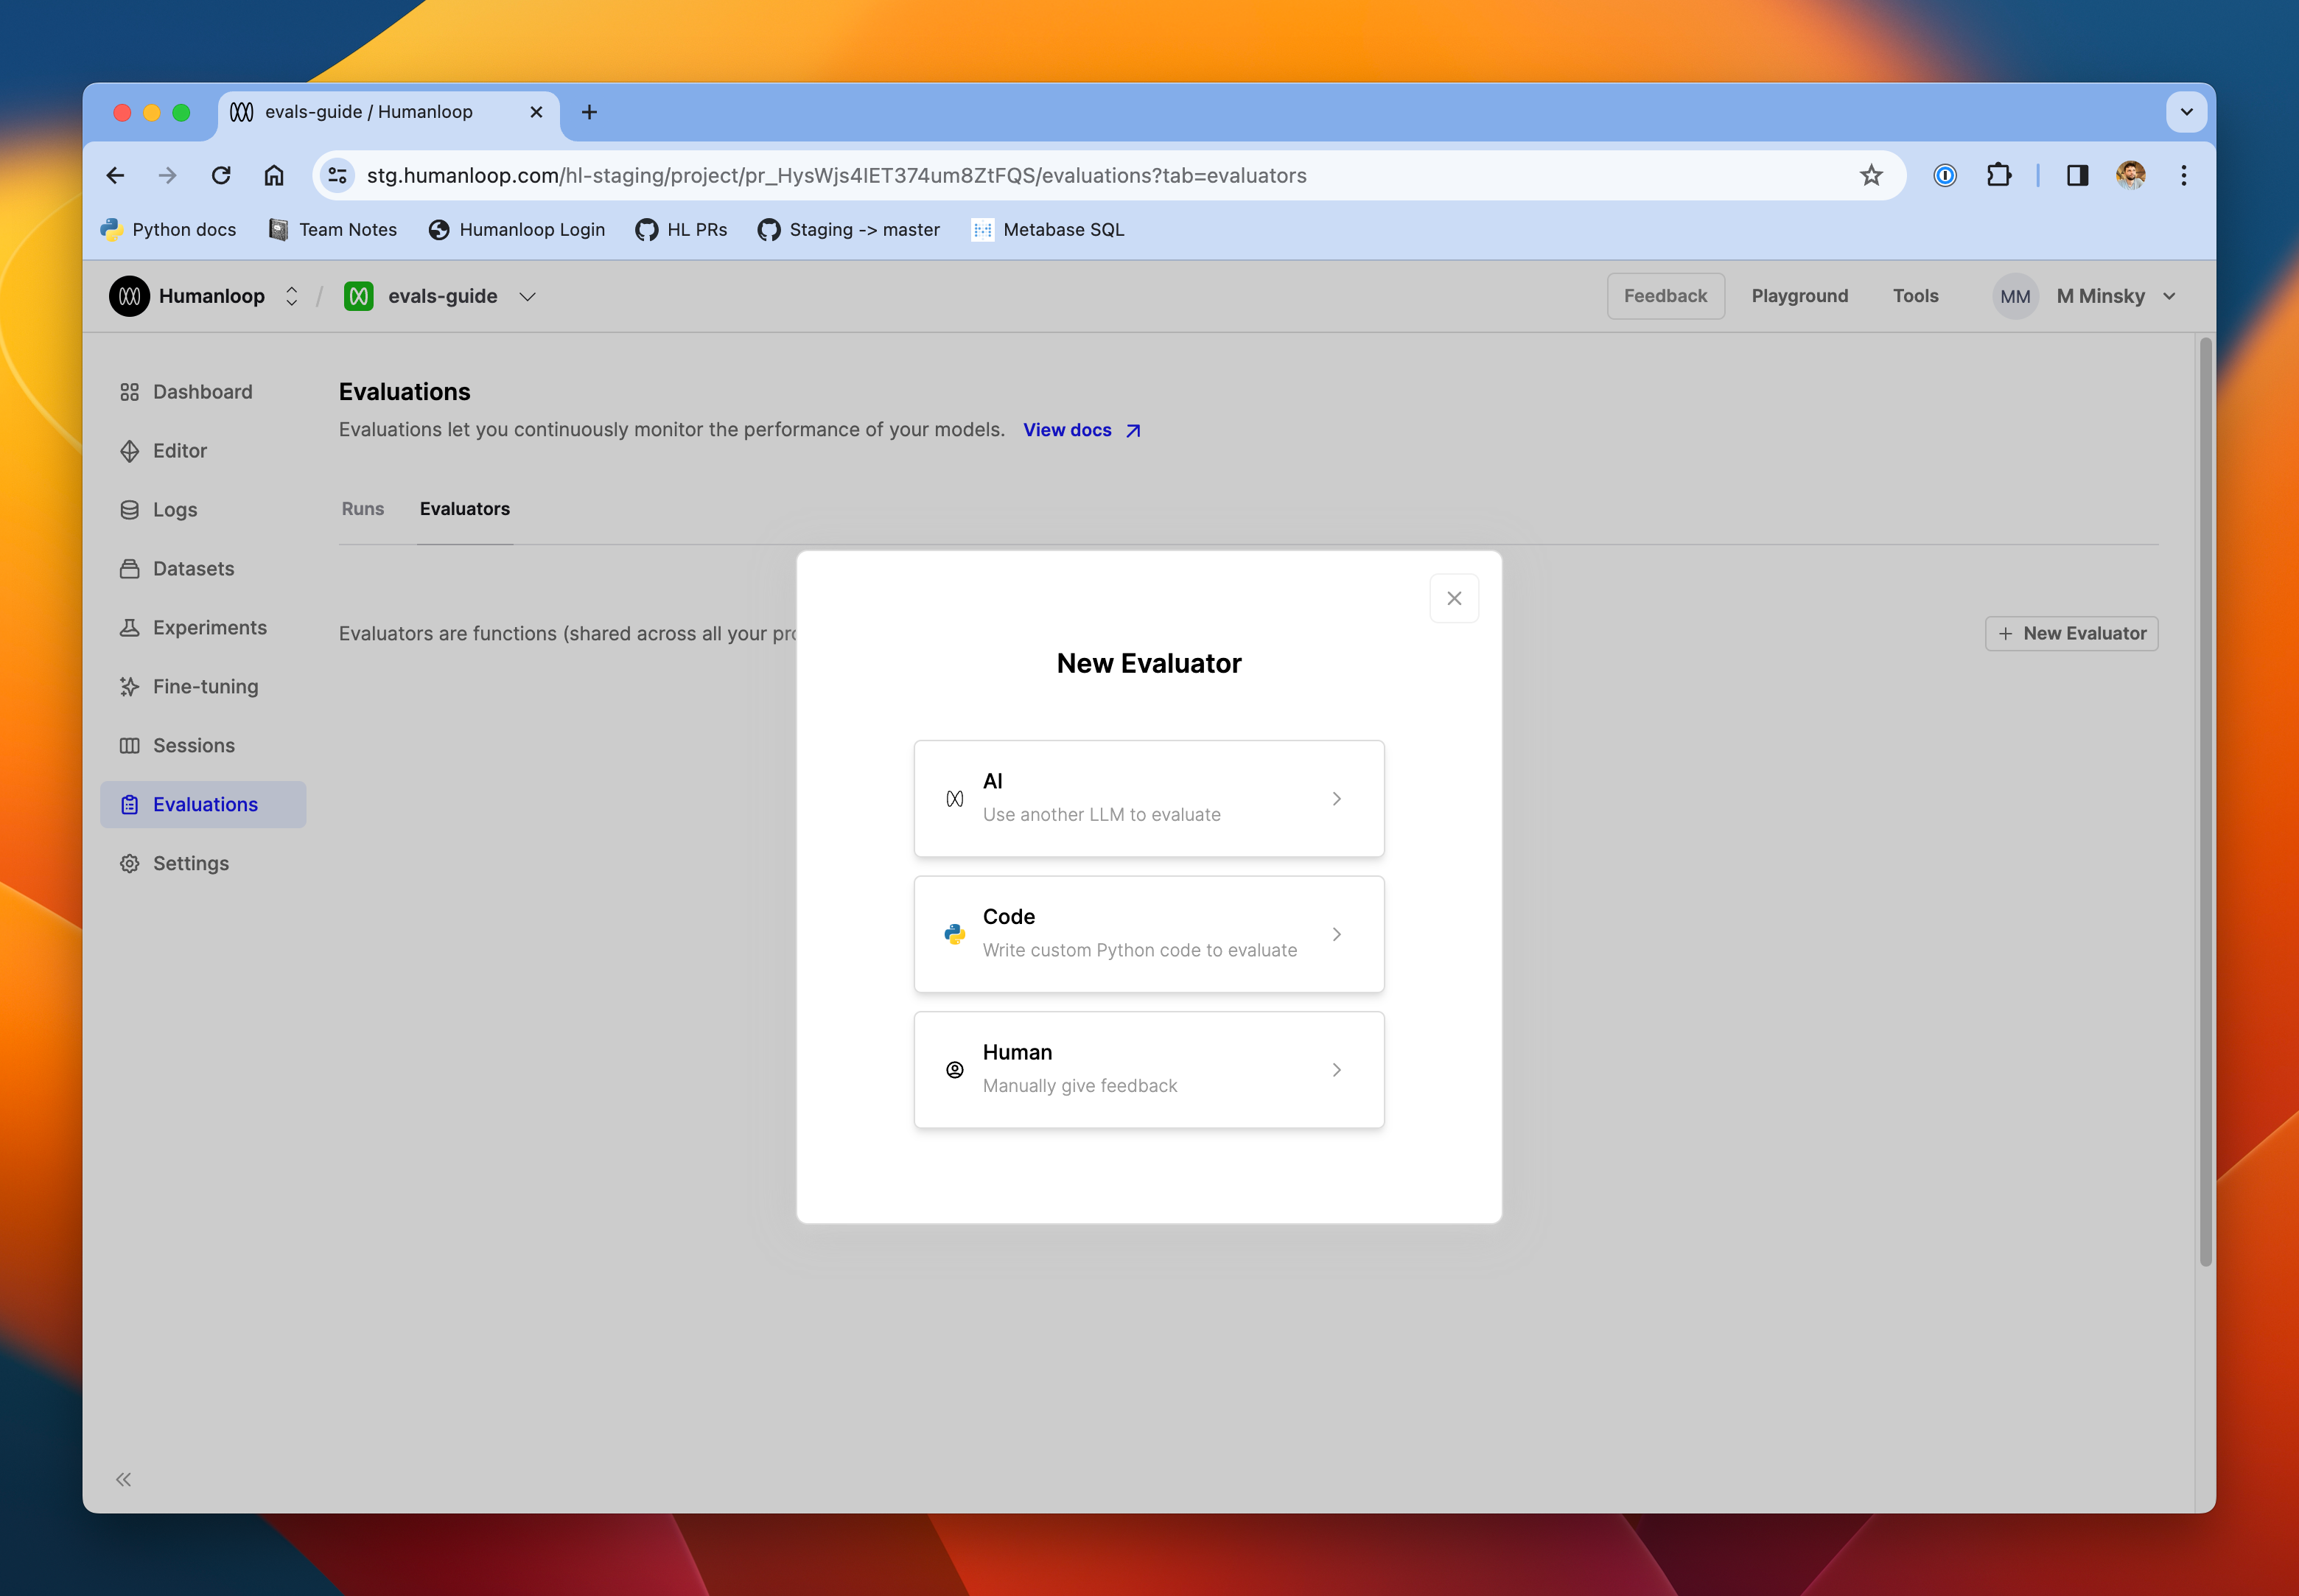 evals-guide / Humanloop
stg.humanloop.com/hl-staging/project/pr_HysWjs4IET374um8ZtFQS/evaluations?tab=evaluators
Python docs Team Notes Humanloop Login HL PRs Staging -> master Metabase SQL
Humanloop / evals-guide Feedback Playground Tools MM M Minsky
Dashboard
Editor
Logs
Datasets
Experiments
Fine-tuning
Sessions
Evaluations
Settings
Evaluations
Evaluations let you continuously monitor the performance of your models. View docs
Runs Evaluators
Evaluators are functions (shared across all your pro
New Evaluator
New Evaluator
AI
Use another LLM to evaluate
Code
Write custom Python code to evaluate
Human
Manually give feedback